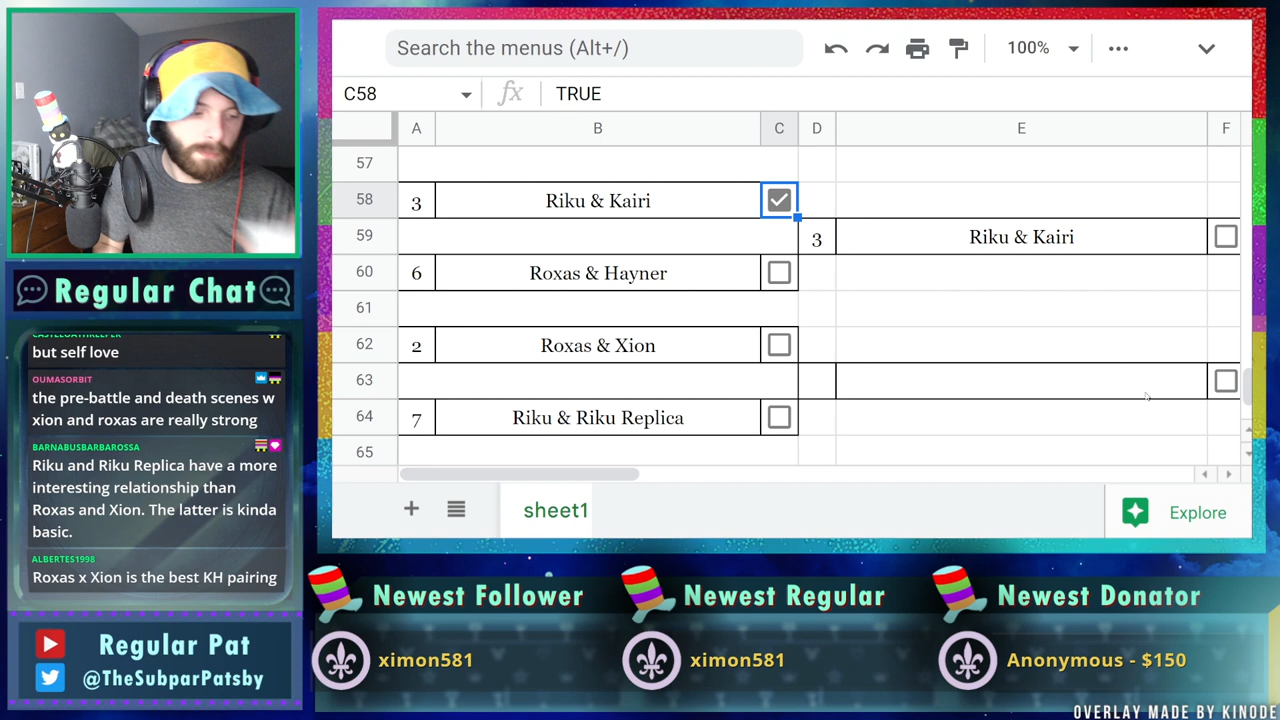 Search the menus (Alt+/)
100%
C58
fx
TRUE
A B C D E F
57
58 3 Riku & Kairi
59 3 Riku & Kairi
60 6 Roxas & Hayner
61
62 2 Roxas & Xion
63
64 7 Riku & Riku Replica
65
sheet1
Explore
Regular Chat
but self love
OUMASORBIT
the pre-battle and death scenes w
xion and roxas are really strong
BARNABUSBARBAROSSA
Riku and Riku Replica have a more
interesting relationship than
Roxas and Xion. The latter is kinda
basic.
ALBERTES1998
Roxas x Xion is the best KH pairing
Regular Pat
@TheSubparPatsby
Newest Follower
ximon581
Newest Regular
ximon581
Newest Donator
Anonymous - $150
OVERLAY MADE BY KINODE